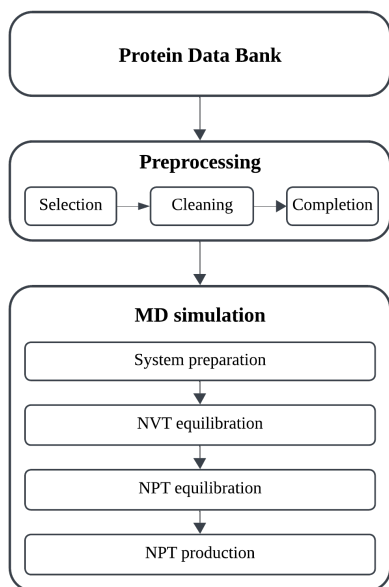 Protein Data Bank
Preprocessing
Selection
Cleaning
Completion
MD simulation
System preparation
NVT equilibration
NPT equilibration
NPT production